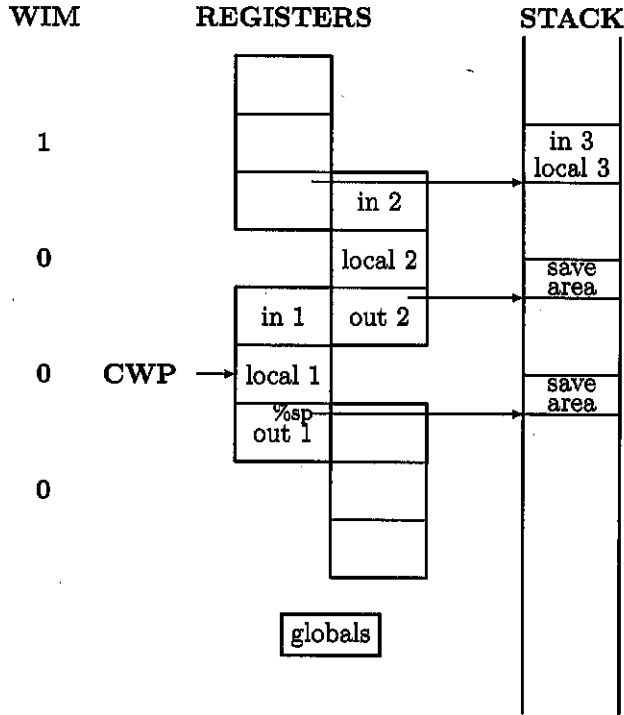 WIM REGISTERS STACK
1
in 3
local 3
in 2
0
local 2
save
area
in 1
out 2
0
CWP
local 1
save
area
%sp
out 1
0
globals